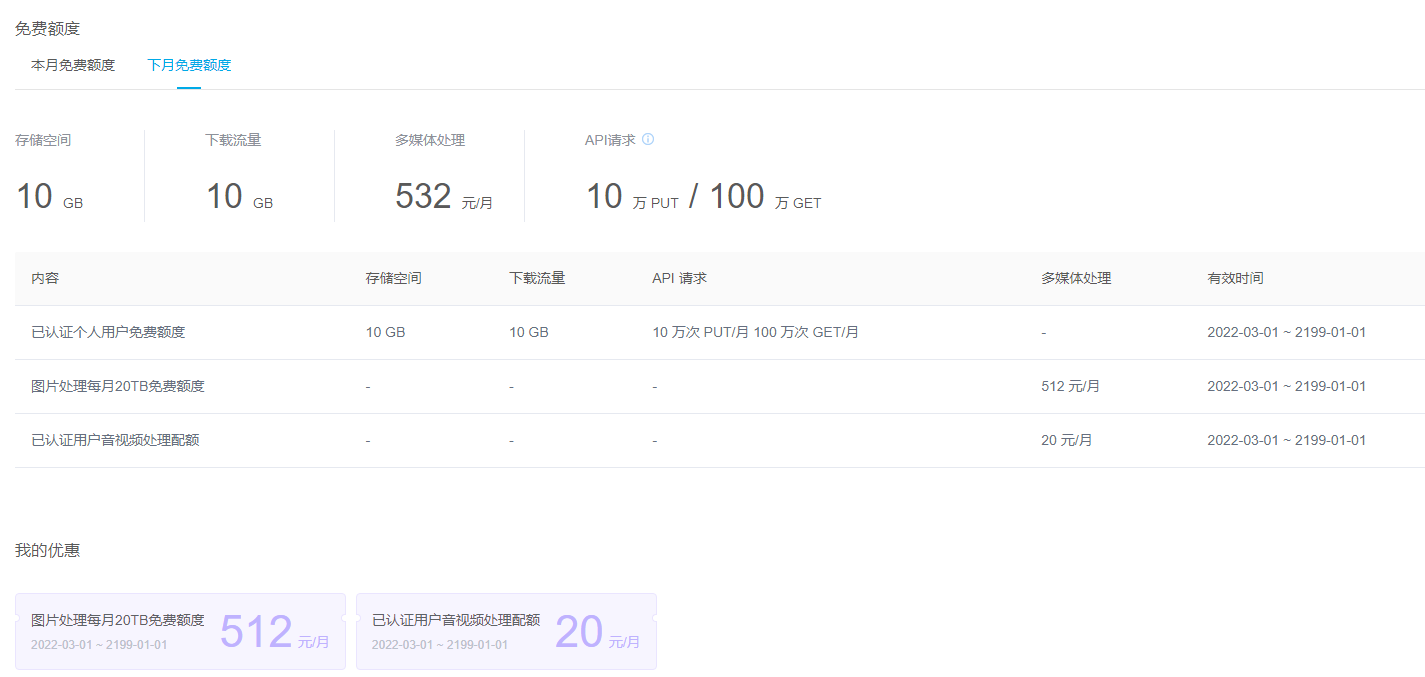 免费额度
本月免费额度 下月免费额度
存储空间 下载流量 多媒体处理 API请求
10 GB 10 GB 532 元/月 10 万 PUT / 100 万 GET
内容 存储空间 下载流量 API 请求 多媒体处理 有效时间
已认证个人用户免费额度 10 GB 10 GB 10 万次 PUT/月 100 万次 GET/月 - 2022-03-01 ~ 2199-01-01
图片处理每月20TB免费额度 - - - 512 元/月 2022-03-01 ~ 2199-01-01
已认证用户音视频处理配额 - - - 20 元/月 2022-03-01 ~ 2199-01-01
我的优惠
图片处理每月20TB免费额度 512 元/月 已认证用户音视频处理配额 20 元/月
2022-03-01 ~ 2199-01-01 2022-03-01 ~ 2199-01-01